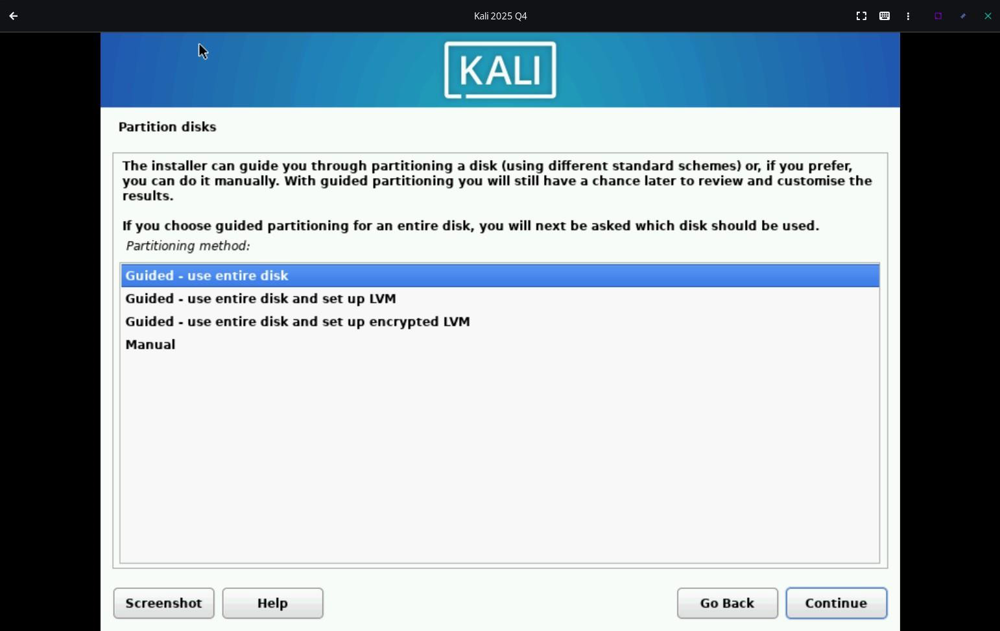 Kali 2025 Q4
KALI
Partition disks
The installer can guide you through partitioning a disk (using different standard schemes) or, if you prefer,
you can do it manually. With guided partitioning you will still have a chance later to review and customise the
results.
If you choose guided partitioning for an entire disk, you will next be asked which disk should be used.
Partitioning method:
Guided - use entire disk
Guided - use entire disk and set up LVM
Guided - use entire disk and set up encrypted LVM
Manual
Screenshot Help Go Back Continue